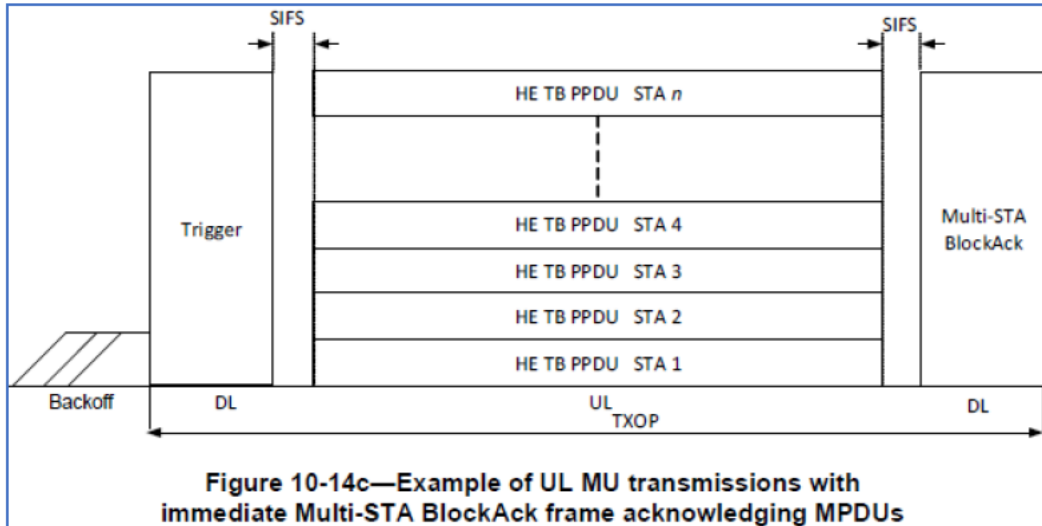 SIFS
SIFS
HE TB PPDU STA n
Trigger
HE TB PPDU STA 4
Multi-STA
BlockAck
HE TB PPDU STA 3
HE TB PPDU STA 2
HE TB PPDU STA 1
Backoff
DL
UL
DL
TXOP
Figure 10-14c—Example of UL MU transmissions with
immediate Multi-STA BlockAck frame acknowledging MPDUs